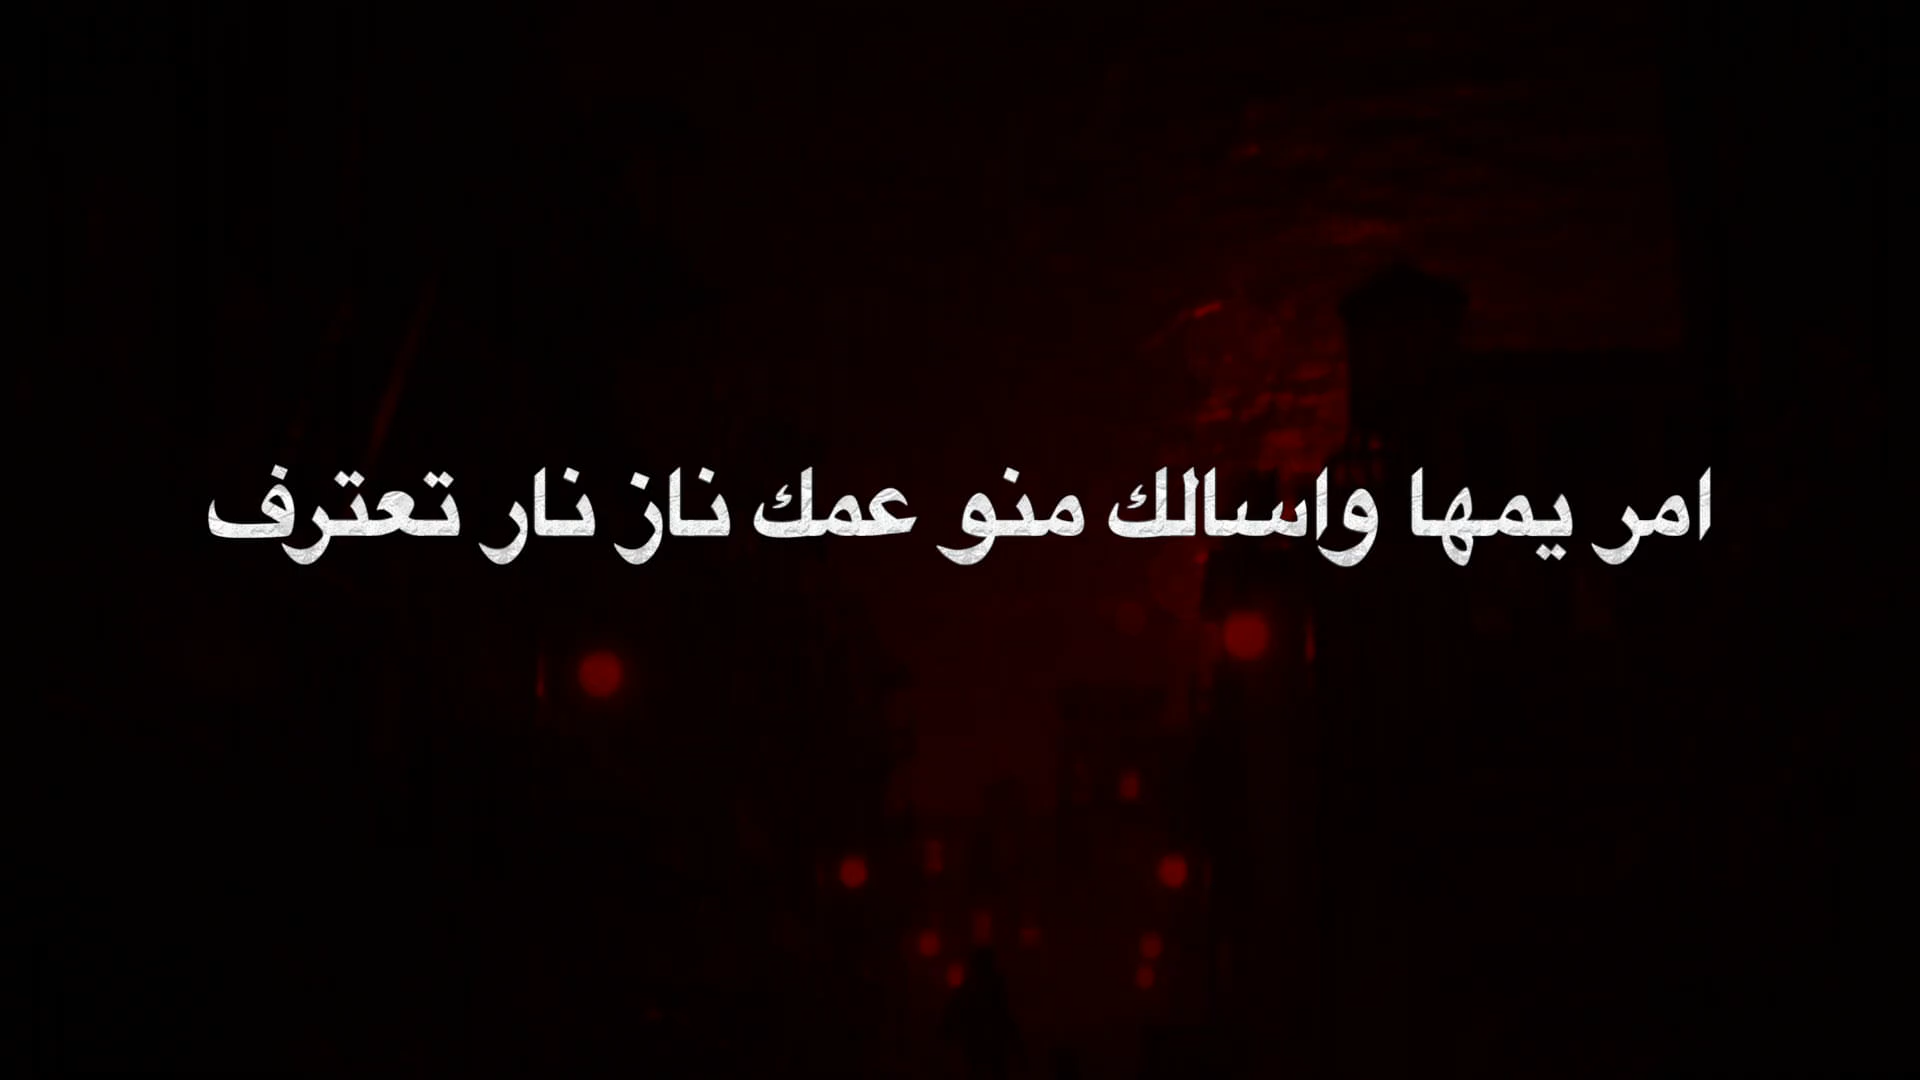 امر يمها واسالك منو عمك ناز نار تعترف